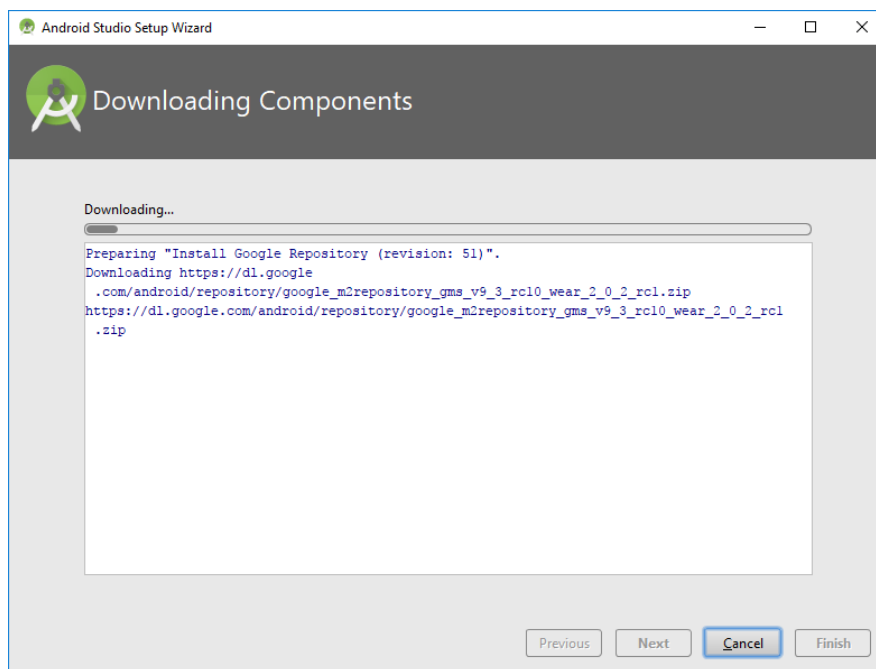 Android Studio Setup Wizard
Downloading Components
Downloading...
Preparing "Install Google Repository (revision: 51)".
Downloading https://dl.google
.com/android/repository/google_m2repository_gms_v9_3_rc10_wear_2_0_2_rc1.zip
https://dl.google.com/android/repository/google_m2repository_gms_v9_3_rc10_wear_2_0_2_rc1
.zip
Previous Next Cancel Finish